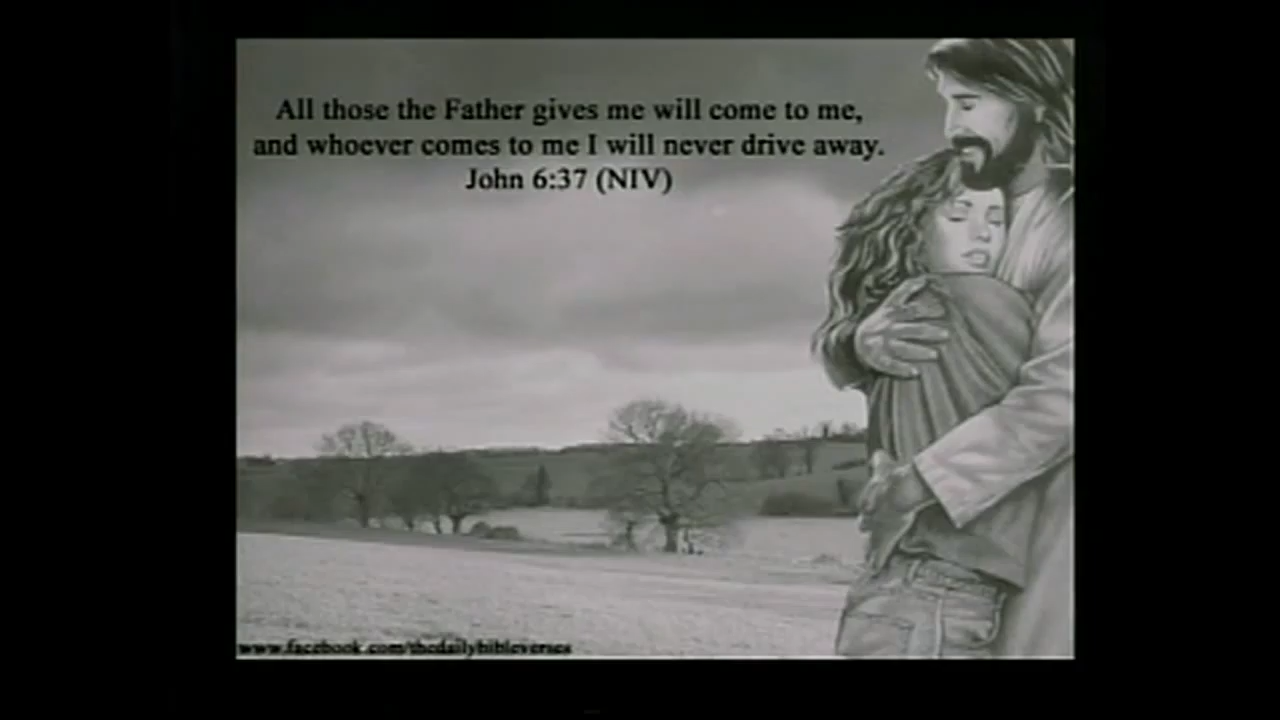 All those the Father gives me will come to me,
and whoever comes to me I will never drive away.
John 6:37 (NIV)
www.facebook.com/thedailybibleverses